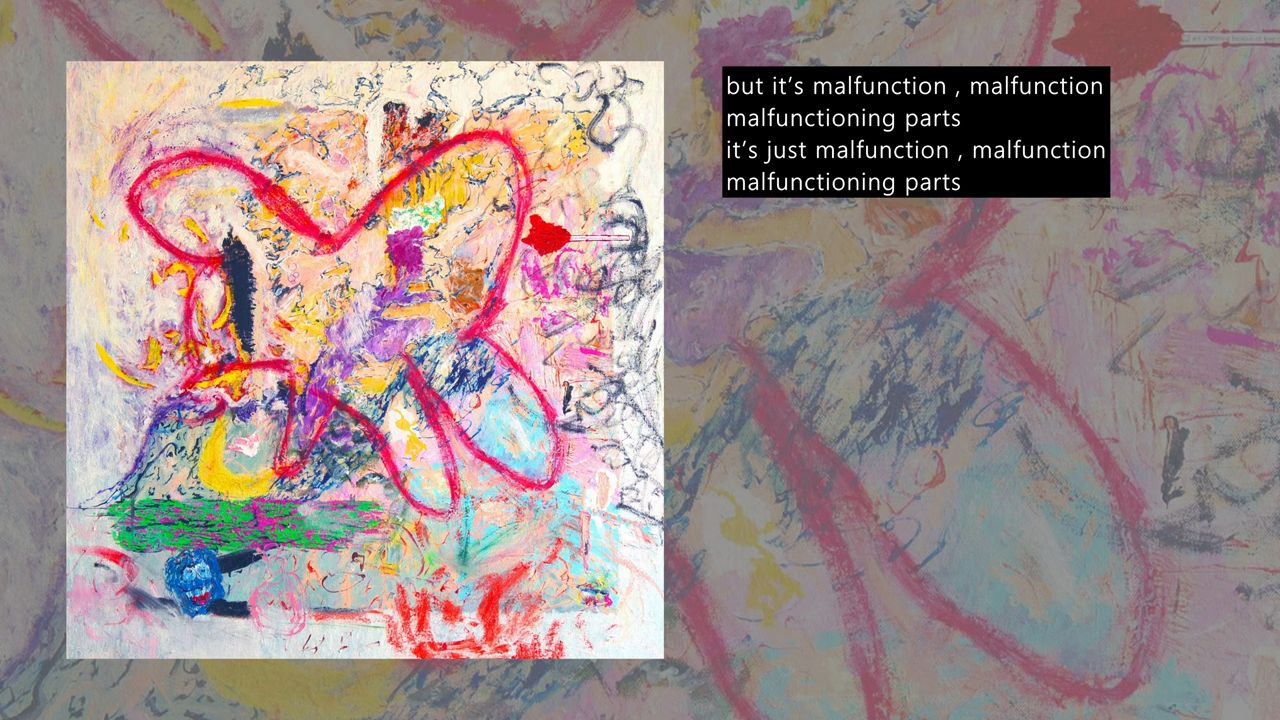 but it's malfunction , malfunction
malfunctioning parts
it's just malfunction , malfunction
malfunctioning parts